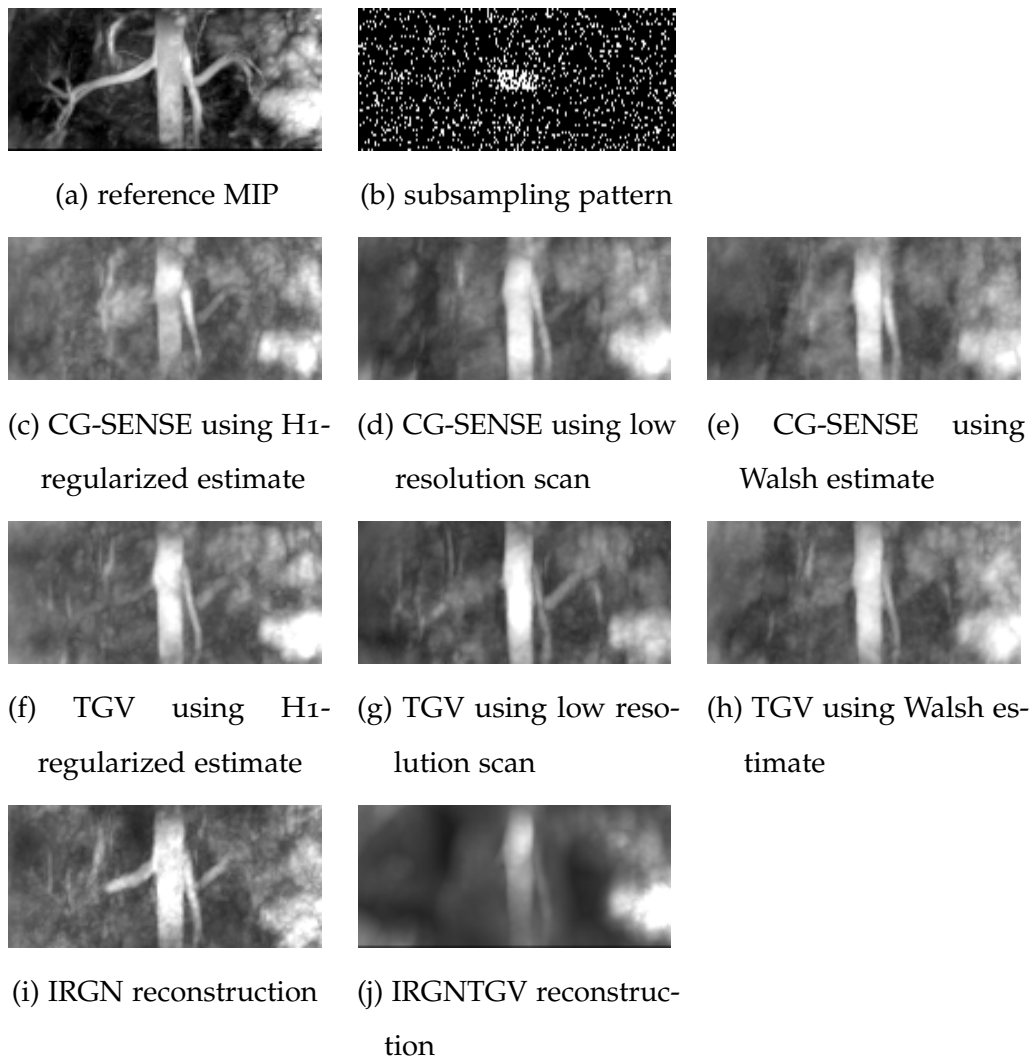 (a) reference MIP
(b) subsampling pattern
(c) CG-SENSE using H1-
regularized estimate
(d) CG-SENSE using low
resolution scan
(e) CG-SENSE using
Walsh estimate
(f) TGV using H1-
regularized estimate
(g) TGV using low reso-
lution scan
(h) TGV using Walsh es-
timate
(i) IRGN reconstruction
(j) IRGNTGV reconstruc-
tion